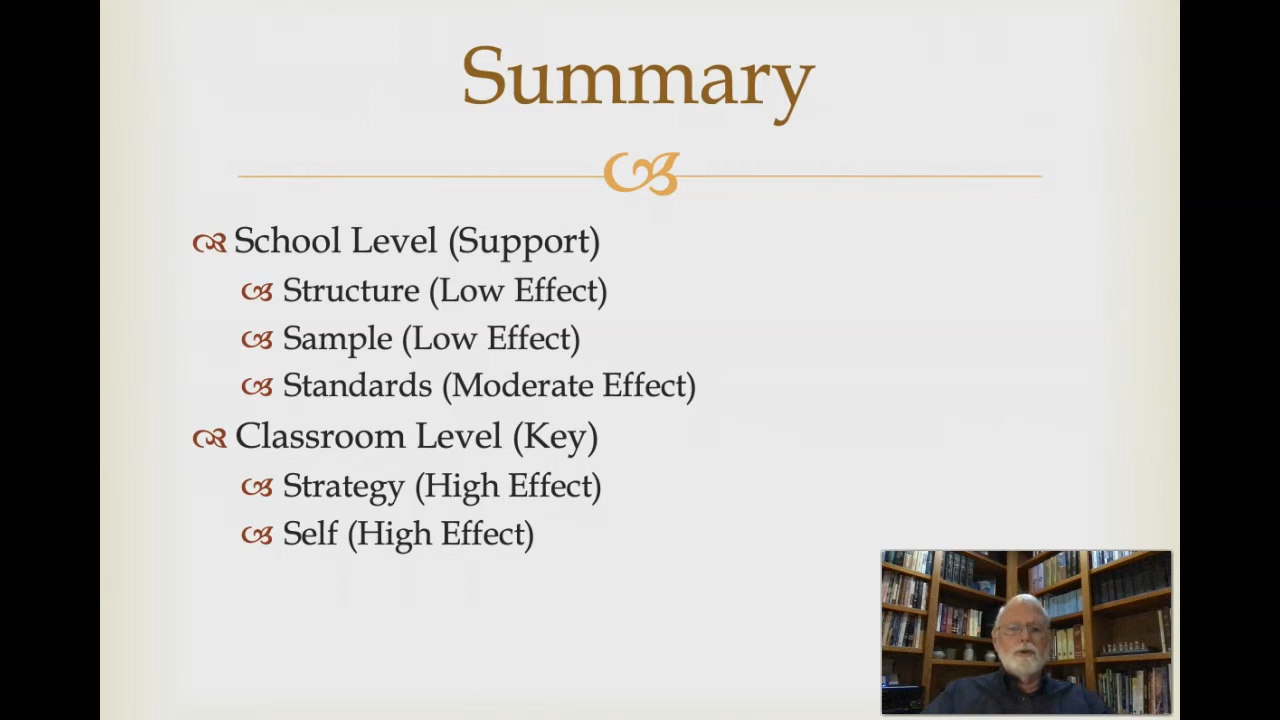 Summary
School Level (Support)
Structure (Low Effect)
Sample (Low Effect)
Standards (Moderate Effect)
Classroom Level (Key)
Strategy (High Effect)
Self (High Effect)